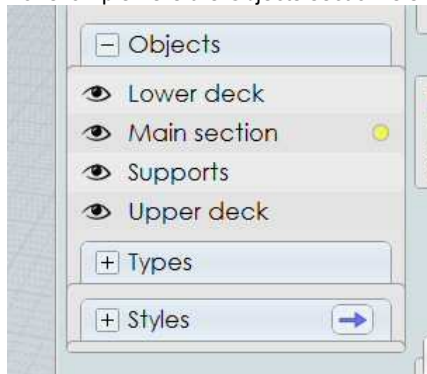 Objects
Lower deck
Main section
Supports
Upper deck
Types
Styles